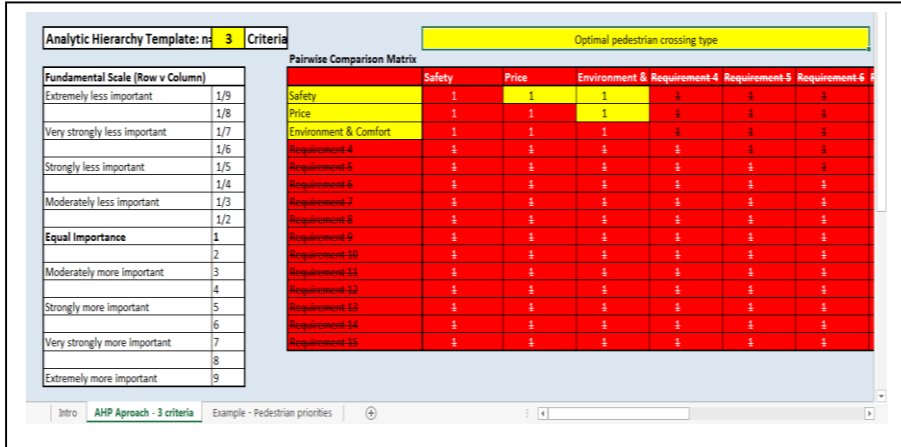 Analytic Hierarchy Template: n= 3 Criteria
Optimal pedestrian crossing type
Pairwise Comparison Matrix
Fundamental Scale (Row v Column)
Safety Price Environment & Requirement 4 Requirement 5 Requirement 6
Extremely less important 1/9 Safety 1 1 1 1 1 1
1/8 Price 1 1 1 1 1 1
Very strongly less important 1/7 Environment & Comfort 1 1 1 1 1 1
1/6 Requirement 4 1 1 1 1 1 1
Strongly less important 1/5 Requirement 5 1 1 1 1 1 1
1/4 Requirement 6 1 1 1 1 1 1
Moderately less important 1/3 Requirement 7 1 1 1 1 1 1
1/2 Requirement 8 1 1 1 1 1 1
Equal Importance 1 Requirement 9 1 1 1 1 1 1
2 Requirement 10 1 1 1 1 1 1
Moderately more important 3 Requirement 11 1 1 1 1 1 1
4 Requirement 12 1 1 1 1 1 1
Strongly more important 5 Requirement 13 1 1 1 1 1 1
6 Requirement 14 1 1 1 1 1 1
Very strongly more important 7 Requirement 15 1 1 1 1 1 1
8
Extremely more important 9
Intro AHP Aproach - 3 criteria Example - Pedestrian priorities